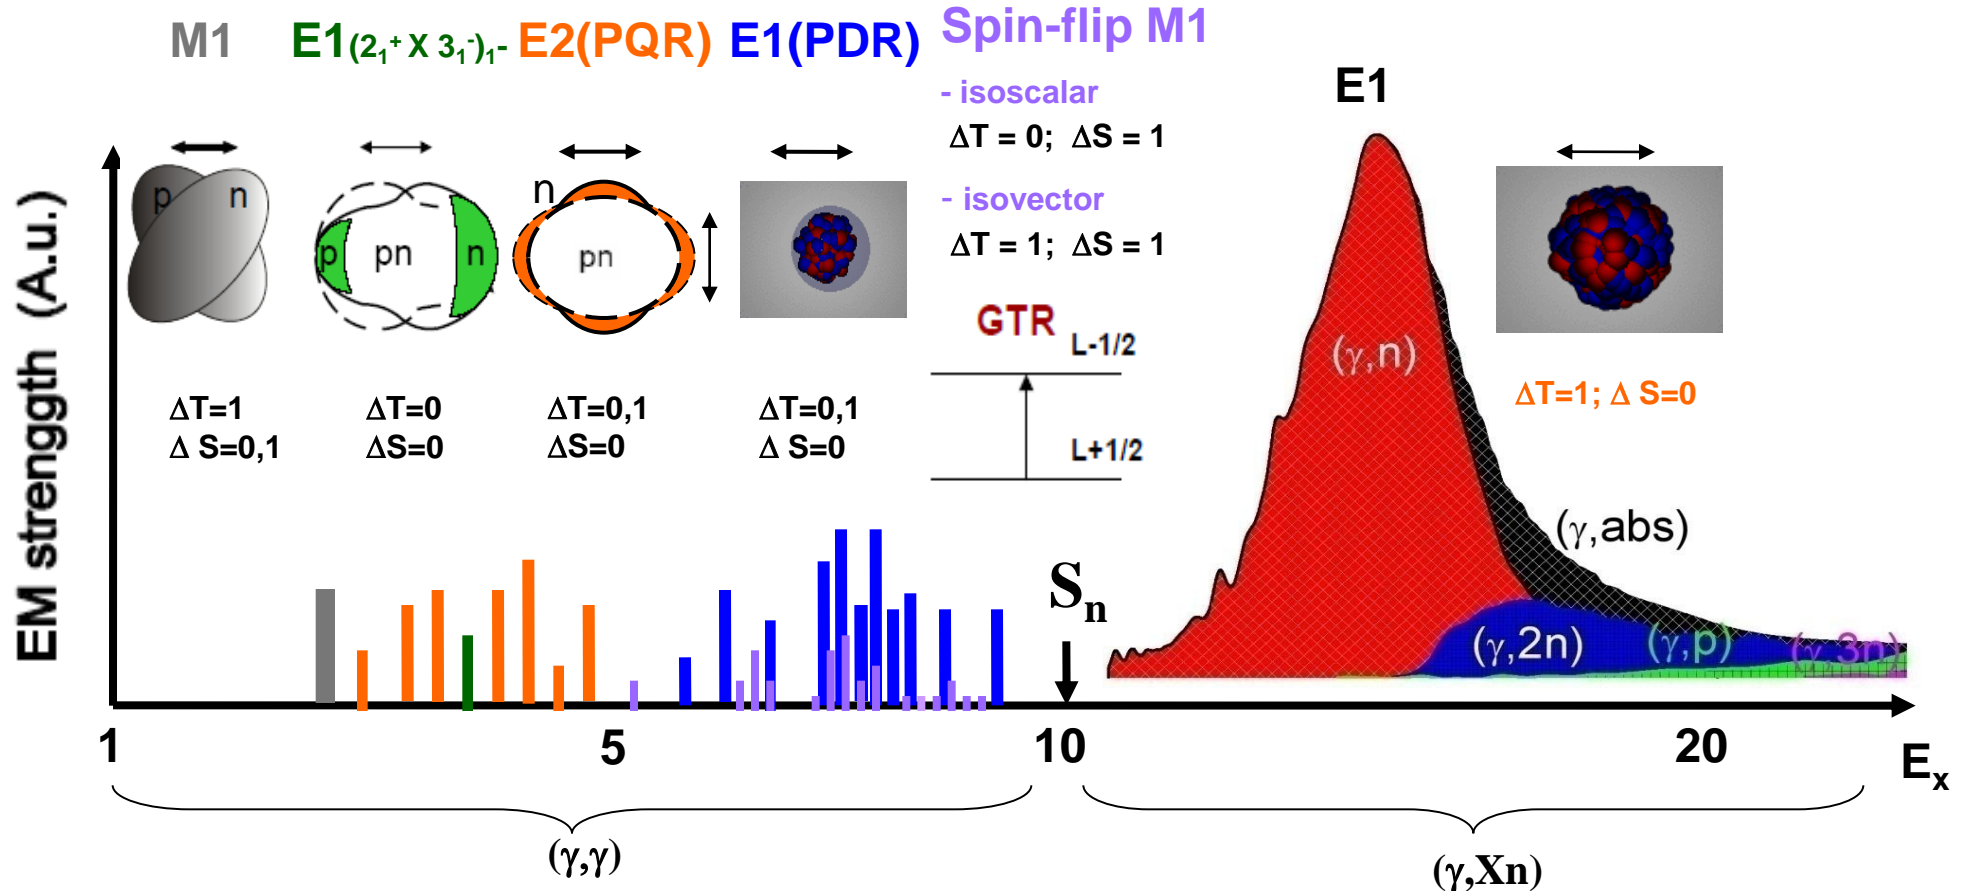 M1
E1(2₁⁺ X 3₁⁻)₁-
E2(PQR)
E1(PDR)
Spin-flip M1
- isoscalar
ΔT = 0; ΔS = 1
- isovector
ΔT = 1; ΔS = 1
E1
EM strenggth (A.u.)
p n
p pn n
n
pn
GTR
L-1/2
L+1/2
ΔT=1
Δ S=0,1
ΔT=0
ΔS=0
ΔT=0,1
ΔS=0
ΔT=0,1
Δ S=0
(γ,n)
ΔT=1; Δ S=0
(γ,abs)
Sₙ
(γ,2n)
(γ,p)
(γ,3n)
1 5 10 20 Eₓ
(γ,γ)
(γ,Xn)